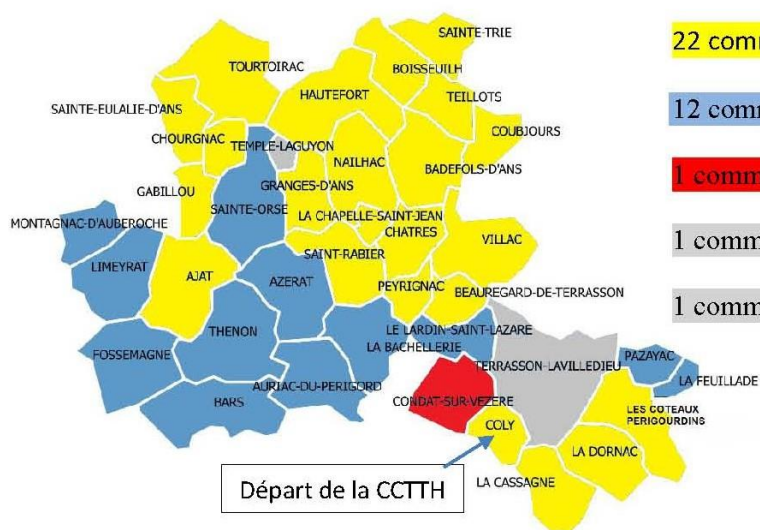 SAINTE-TRIE
TOURTOIRAC
BOISSEUILH
22 comm
HAUTEFORT
TEILLOTS
SAINTE-EULALIE-D'ANS
12 comm
CHOURGNAC
COUBJOURS
TEMPLE-LAGUYON
NAILHAC
BADEFOLS-D'ANS
GABILLOU
GRANGES-D'ANS
1 comm
SAINTE-ORSE
LA CHAPELLE-SAINT-JEAN
MONTAGNAC-D'AUBEROCHE
CHATRES
VILLAC
1 comm
LIMEYRAT
SAINT-RABIER
AJAT
AZERAT
PEYRIGNAC
BEAUREGARD-DE-TERRASSON
1 comm
THENON
LE LARDIN-SAINT-LAZARE
FOSSEMAGNE
LA BACHELLERIE
PAZAYAC
TERRASSON-LAVILLEDIEU
LA FEUILLADE
AURIAC-DU-PERIGORD
BARS
CONDAT-SUR-VEZERE
LES COTEAUX
PERIGOURDINS
COLY
LA DORNAC
LA CASSAGNE
Départ de la CCTTH